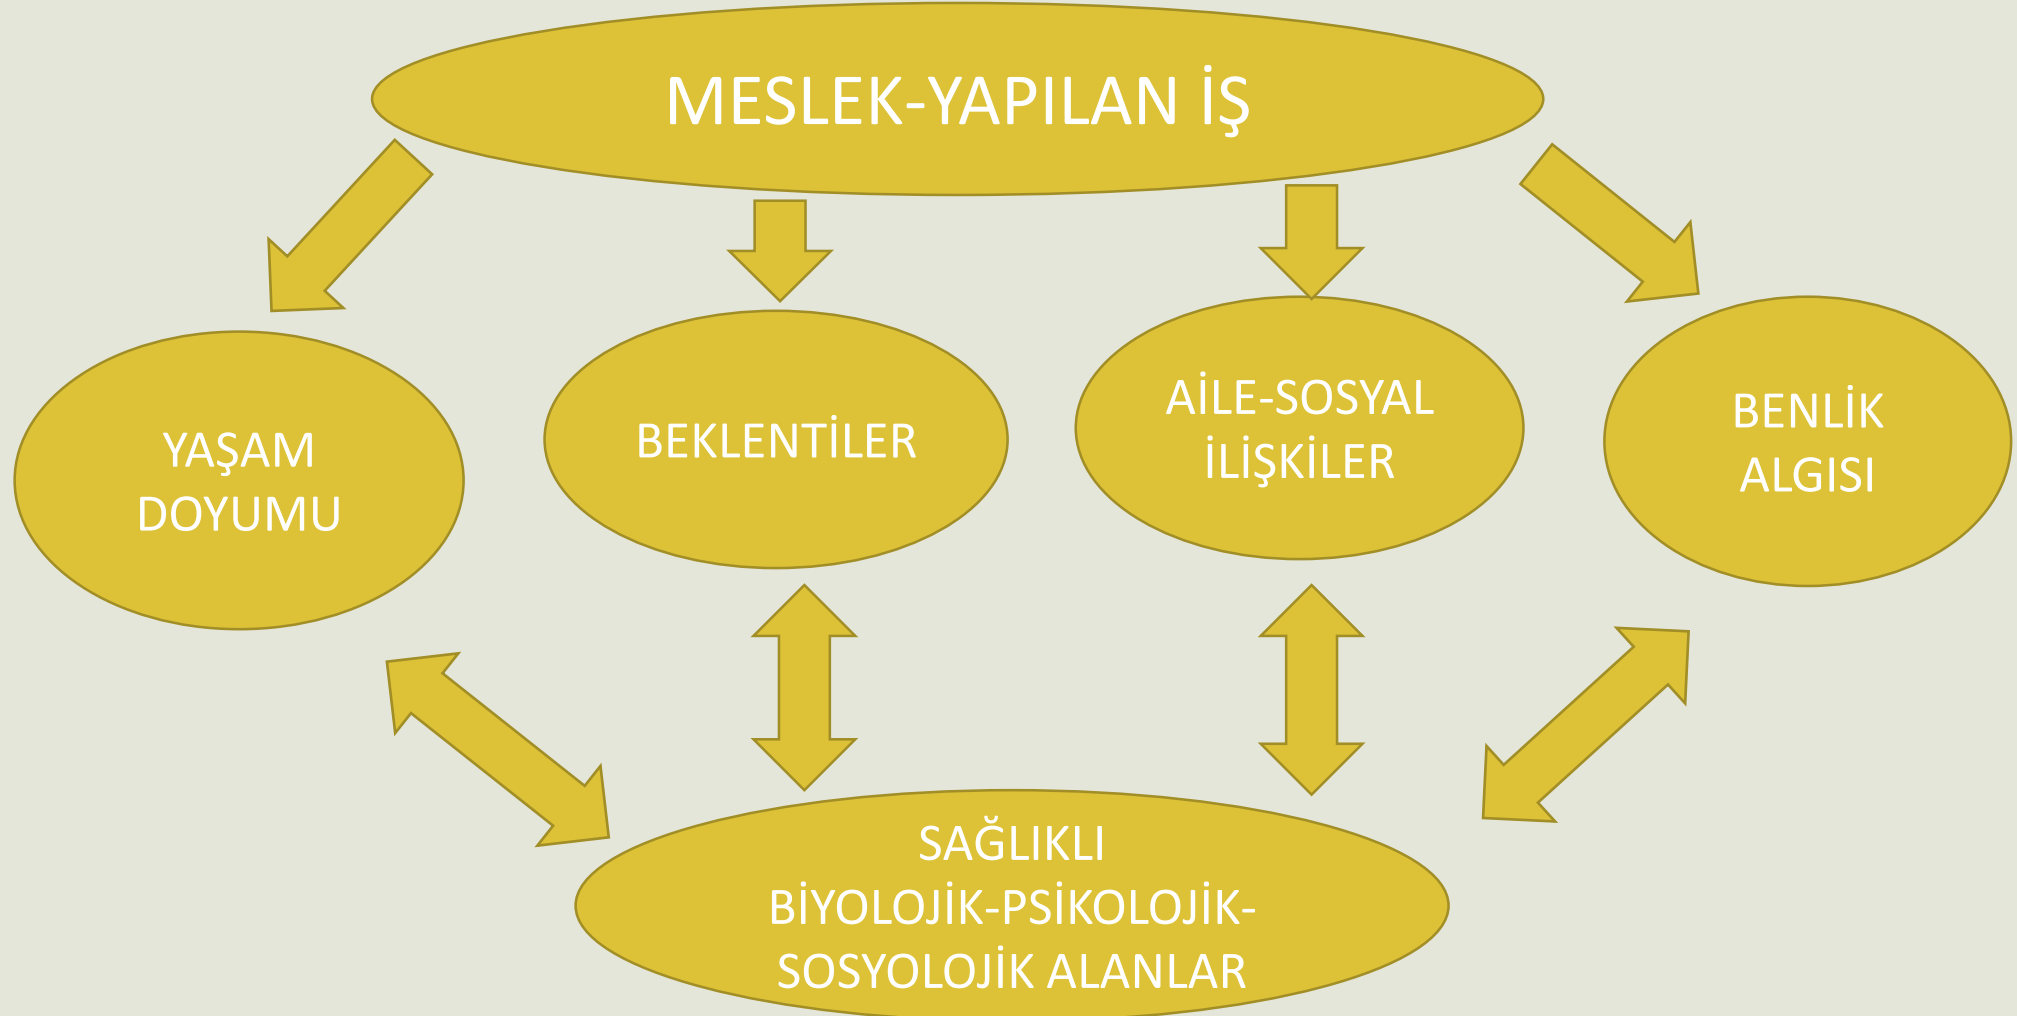 MESLEK-YAPILAN İŞ
YAŞAM
DOYUMU
BEKLENTİLER
AİLE-SOSYAL
İLİŞKİLER
BENLİK
ALGISI
SAĞLIKLI
BİYOLOJİK-PSİKOLOJİK-
SOSYOLOJİK ALANLAR